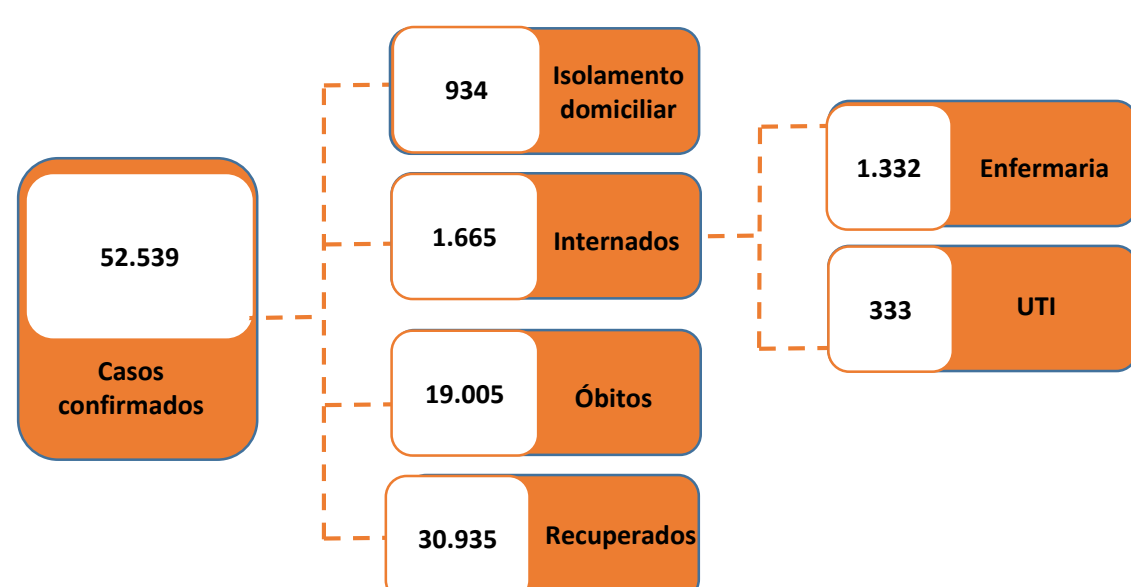 52.539
Casos
confirmados
934
Isolamento
domiciliar
1.665
Internados
1.332
Enfermaria
333
UTI
19.005
Óbitos
30.935
Recuperados